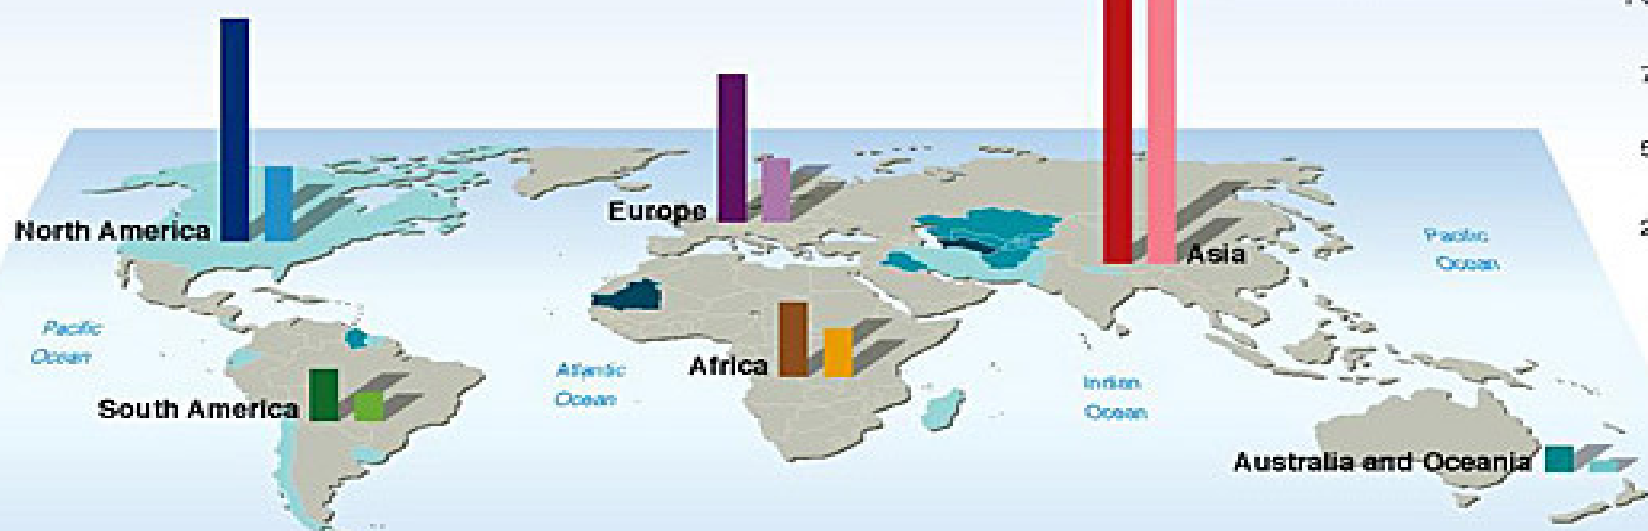 North America
Europe
Asia
Pacific
Ocean
Pacific
Ocean
Atlantic
Ocean
Africa
Indian
Ocean
South America
Australia and Oceania